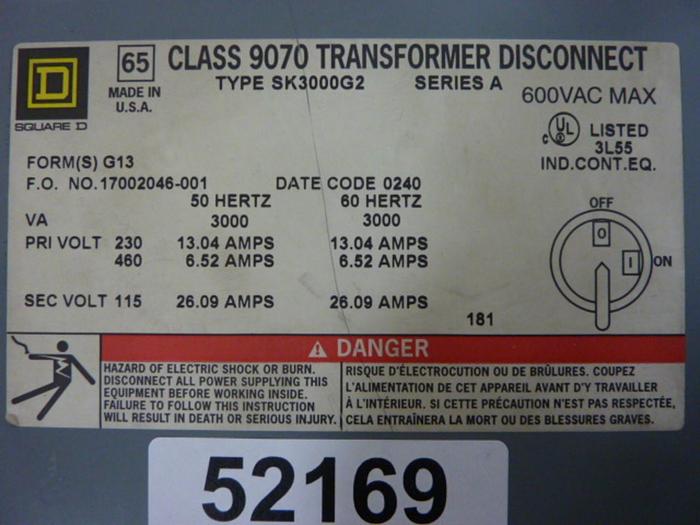 D
SQUARE D
65
MADE IN
U.S.A.
CLASS 9070 TRANSFORMER DISCONNECT
TYPE SK3000G2 SERIES A
600VAC MAX
c UL LISTED
3L55
IND.CONT.EQ.
FORM(S) G13
F.O. NO.17002046-001 DATE CODE 0240
50 HERTZ 60 HERTZ
VA 3000 3000
PRI VOLT 230 13.04 AMPS 13.04 AMPS
460 6.52 AMPS 6.52 AMPS
SEC VOLT 115 26.09 AMPS 26.09 AMPS
181
OFF
O
I ON
DANGER
HAZARD OF ELECTRIC SHOCK OR BURN.
DISCONNECT ALL POWER SUPPLYING THIS
EQUIPMENT BEFORE WORKING INSIDE.
FAILURE TO FOLLOW THIS INSTRUCTION
WILL RESULT IN DEATH OR SERIOUS INJURY.
RISQUE D'ÉLECTROCUTION OU DE BRÛLURES. COUPEZ
L'ALIMENTATION DE CET APPAREIL AVANT D'Y TRAVAILLER
À L'INTÉRIEUR. SI CETTE PRÉCAUTION N'EST PAS RESPECTÉE,
CELA ENTRAÎNERA LA MORT OU DES BLESSURES GRAVES.
52169